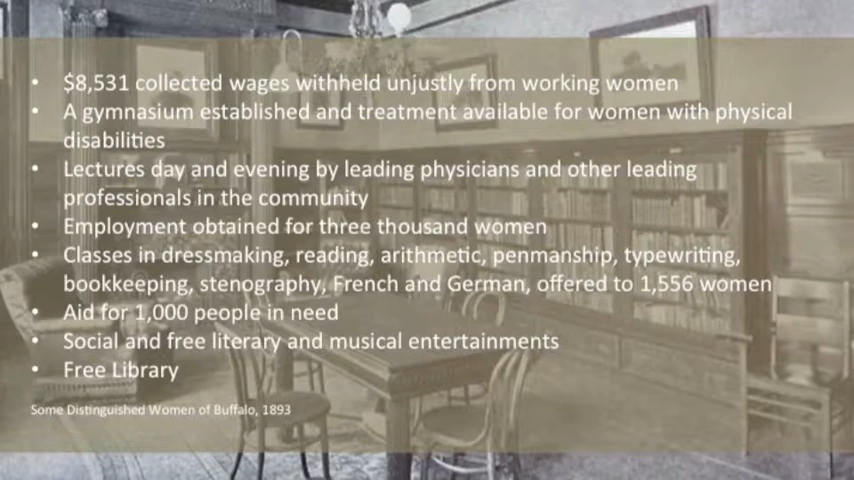 • $8,531 collected wages withheld unjustly from working women
• A gymnasium established and treatment available for women with physical
disabilities
• Lectures day and evening by leading physicians and other leading
professionals in the community
• Employment obtained for three thousand women
• Classes in dressmaking, reading, arithmetic, penmanship, typewriting,
bookkeeping, stenography, French and German, offered to 1,556 women
• Aid for 1,000 people in need
• Social and free literary and musical entertainments
• Free Library
Some Distinguished Women of Buffalo, 1893